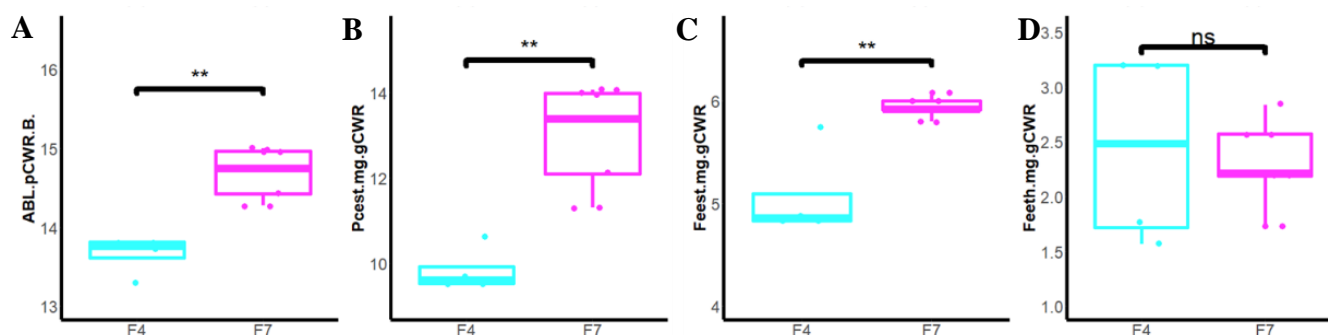 A
ABL.pCWR.B.
16
15
14
13
**
F4
F7
B
Pcest.mg.gCWR
14
12
10
**
F4
F7
C
Feest.mg.gCWR
6
5
4
**
F4
F7
D
Feeth.mg.gCWR
3.5
3.0
2.5
2.0
1.5
1.0
ns
F4
F7